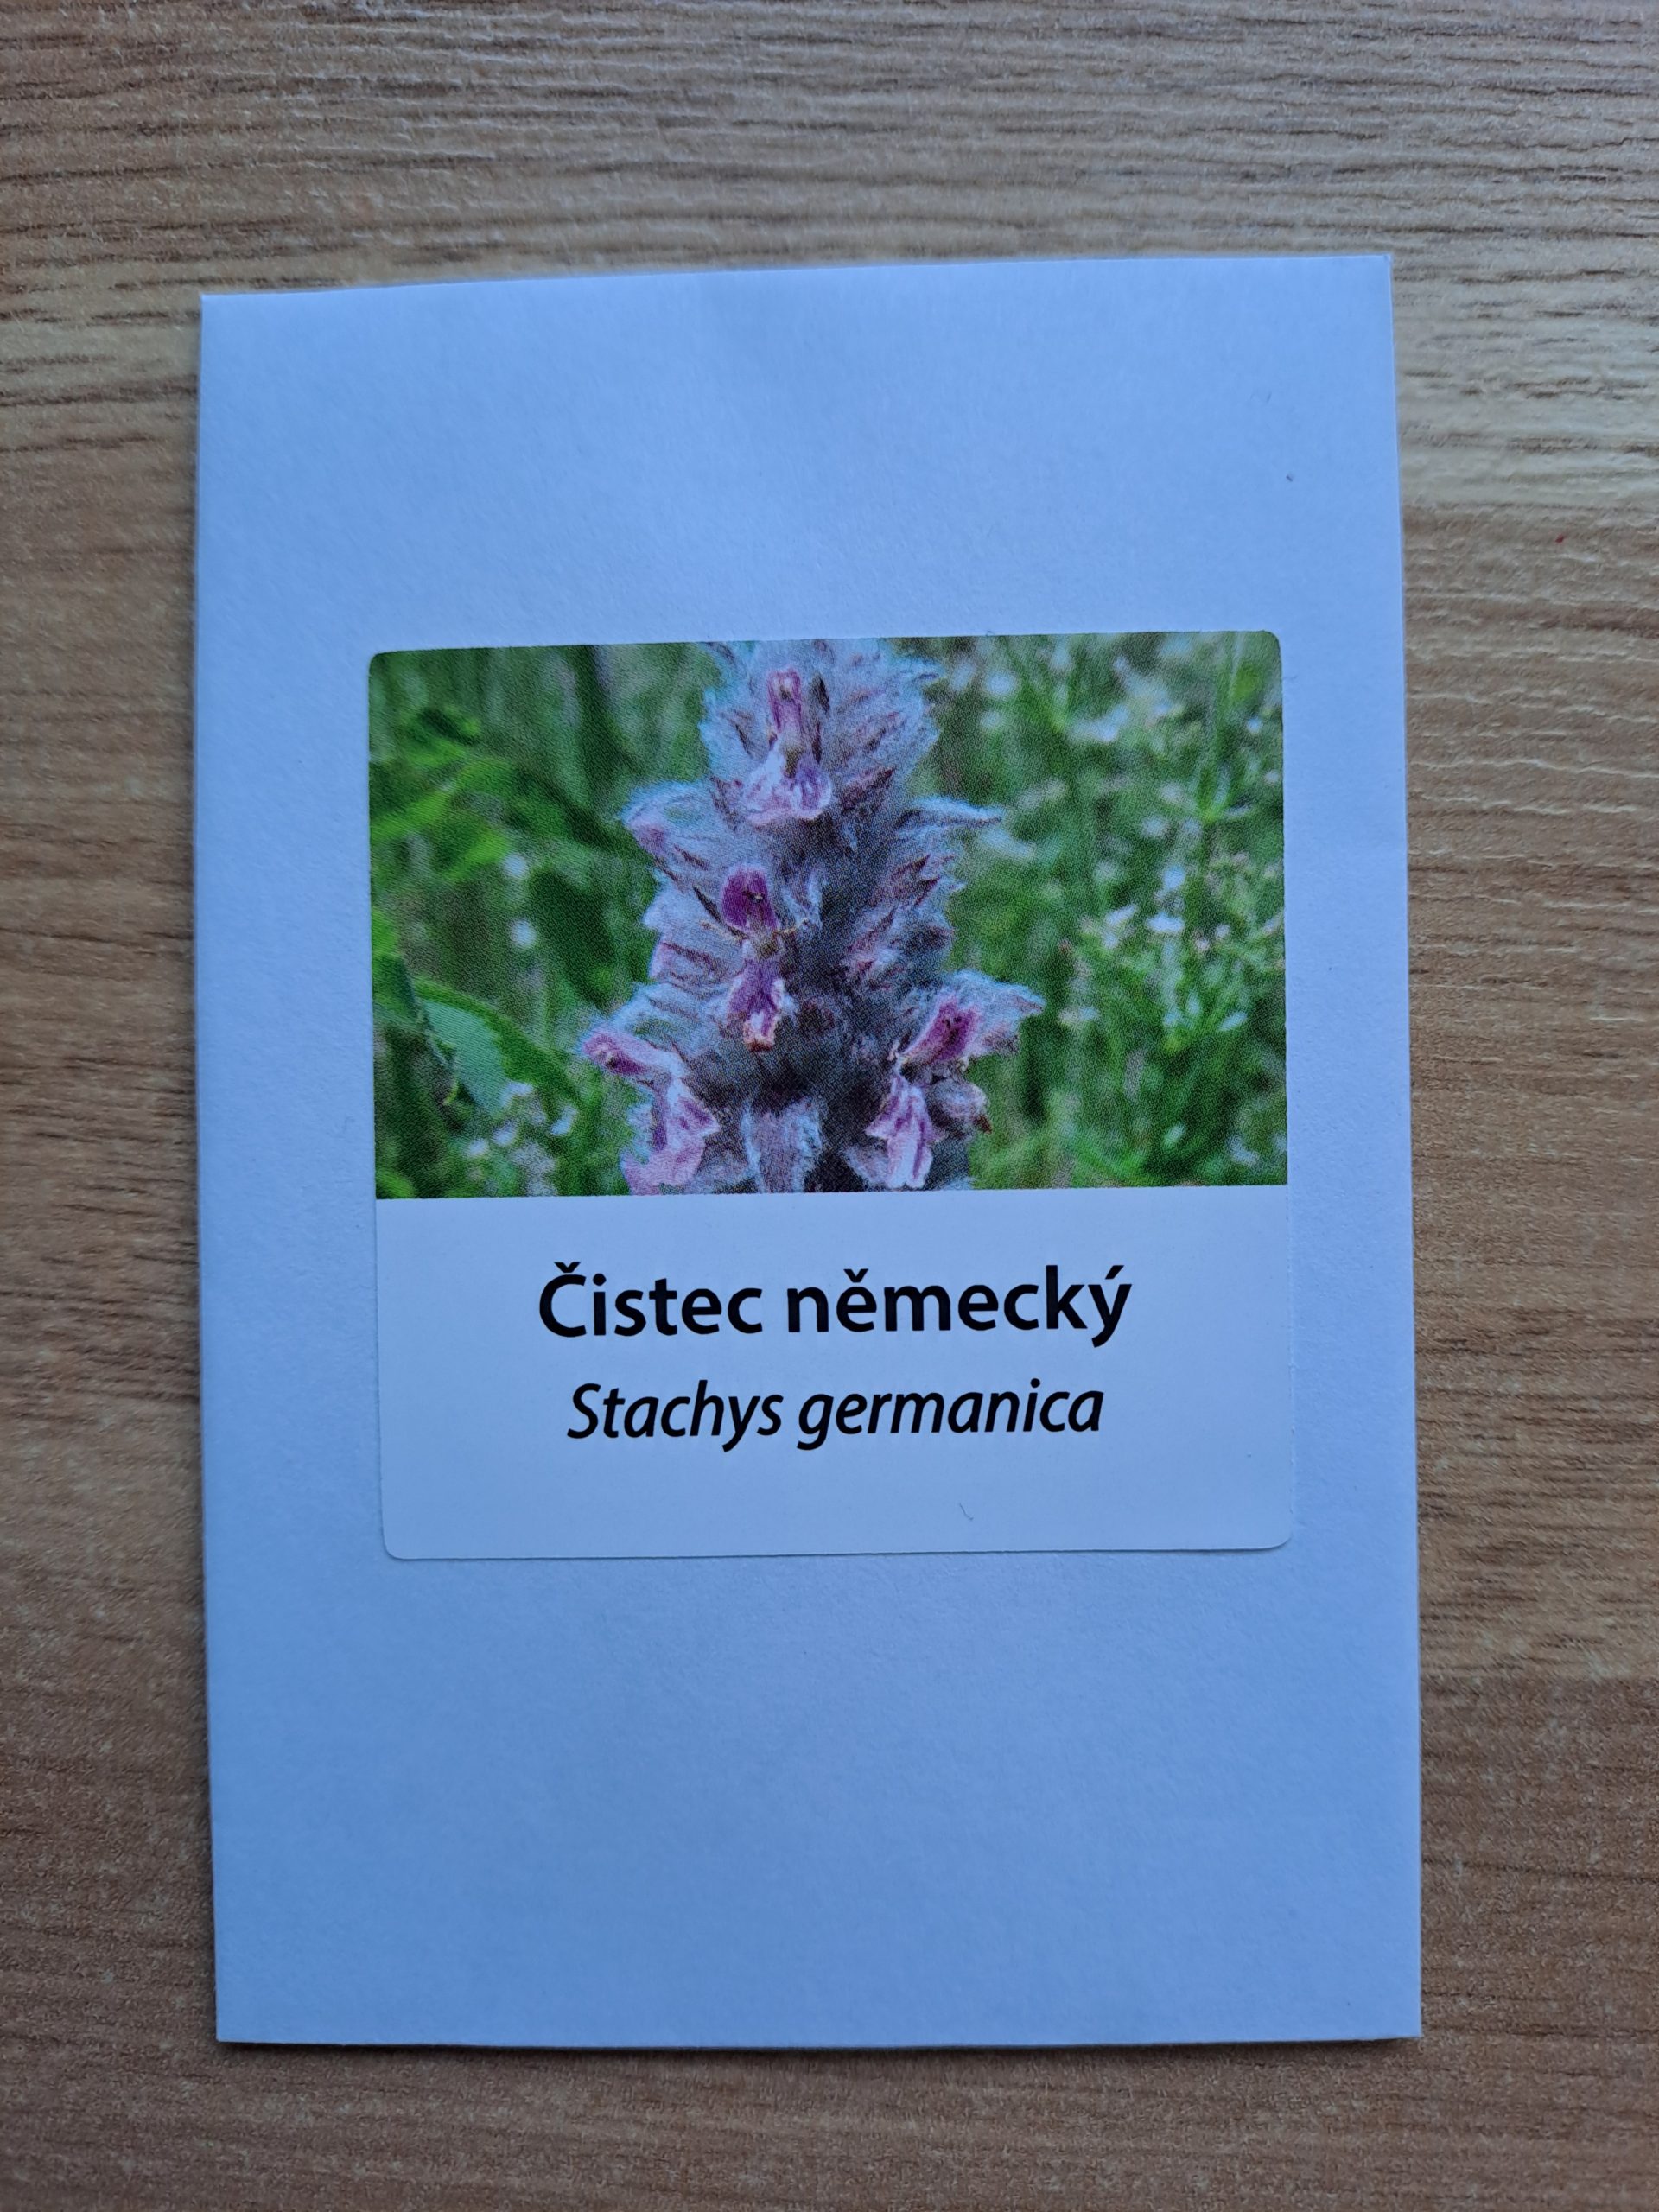 Čistec německý
Stachys germanica